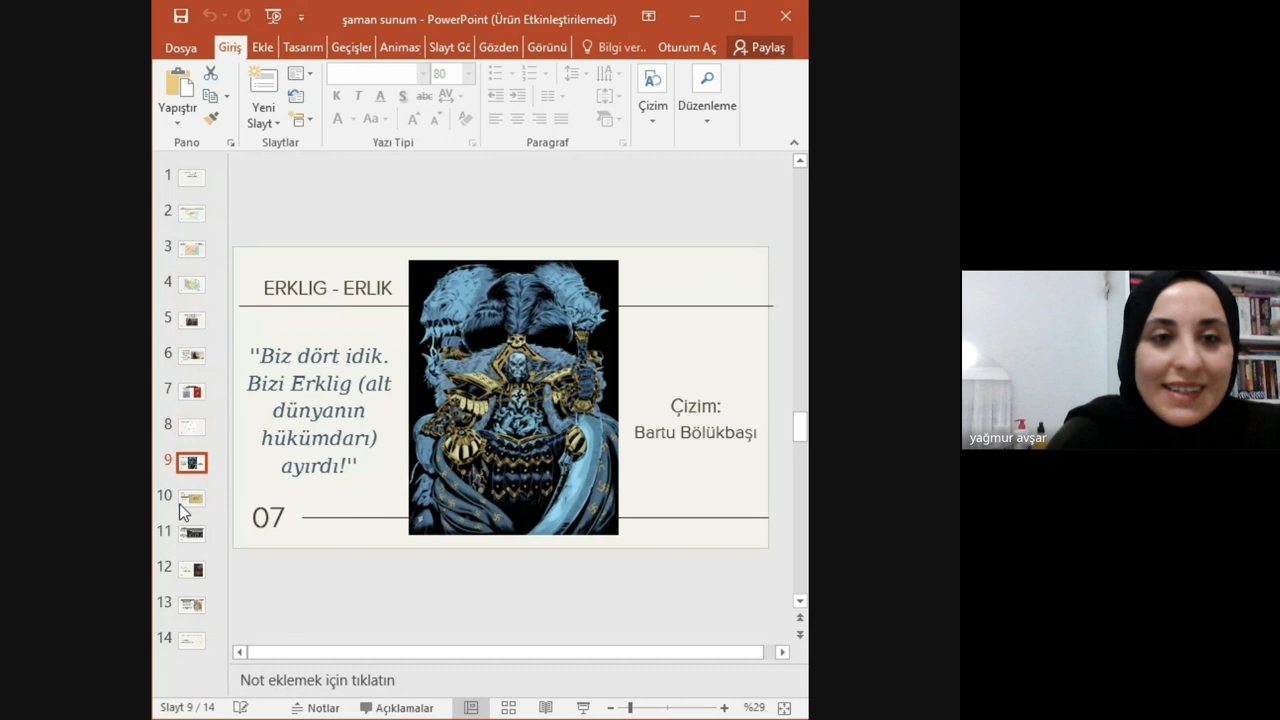 şaman sunum - PowerPoint (Ürün Etkinleştirilemedi)
Dosya Giriş Ekle Tasarım Geçişler Animas Slayt Gö Gözden Görünü Bilgi ver.. Oturum Aç Paylaş
80
Yapıştır
Yeni
Slayt
Çizim
Düzenleme
K T A S abc AV
A Aa A A
Pano
Slaytlar
Yazı Tipi
Paragraf
1
2
3
4
5
6
7
8
9
10
11
12
13
14
ERKLIG - ERLIK
"Biz dört idik.
Bizi Erklig (alt
dünyanın
hükümdarı)
ayırdı!"
07
Çizim:
Bartu Bölükbaşı
yağmur avşar
Not eklemek için tıklatın
Slayt 9 / 14
Notlar
Açıklamalar
%29